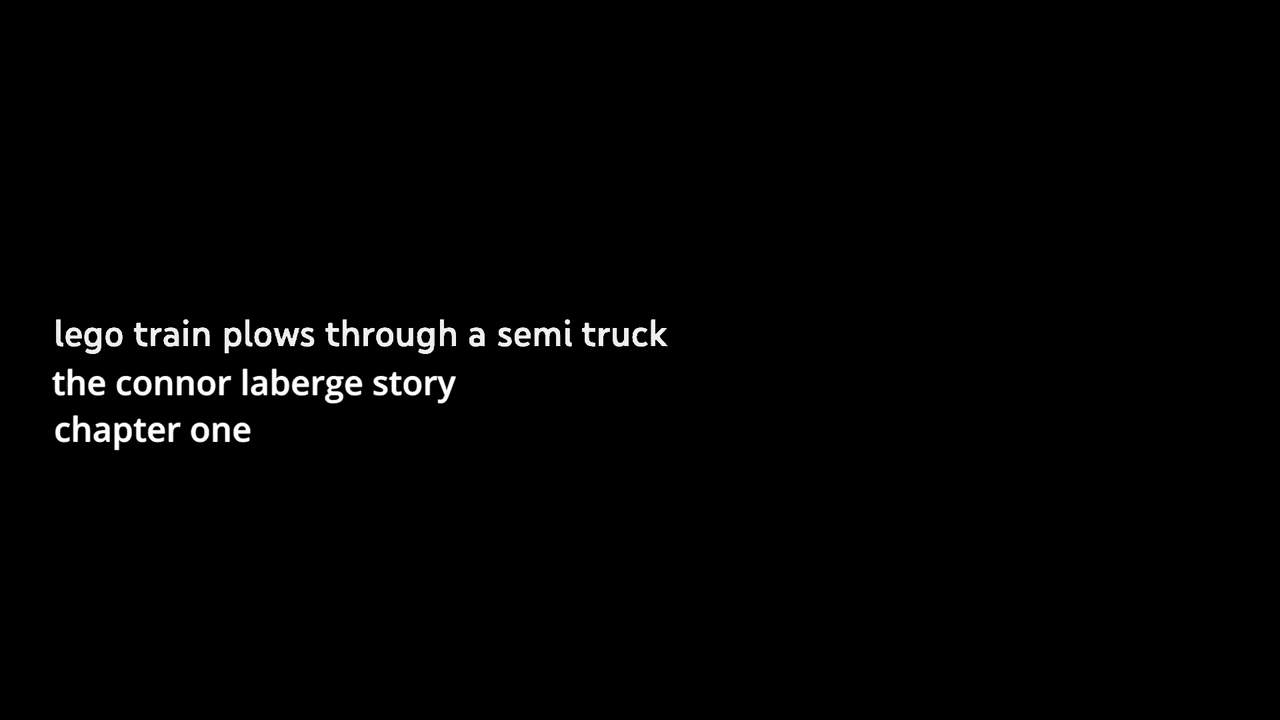 lego train plows through a semi truck
the connor laberge story
chapter one